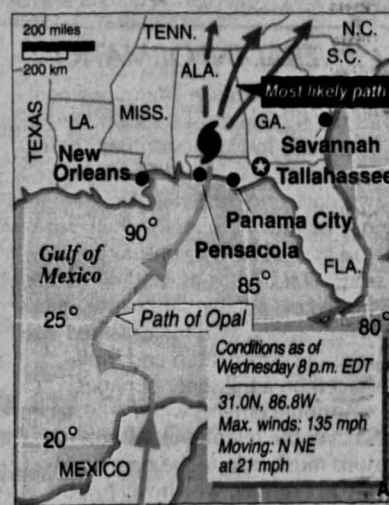 200 miles
200 km
TENN.
N.C.
S.C.
ALA.
Most likely path
MISS.
GA.
TEXAS
LA.
Savannah
New
Orleans
Tallahassee
Panama City
90°
Pensacola
Gulf of
Mexico
85°
FLA.
25°
Path of Opal
80°
Conditions as of
Wednesday 8 p.m. EDT
31.0N, 86.8W
Max. winds: 135 mph
Moving: N NE
at 21 mph
20°
MEXICO
A